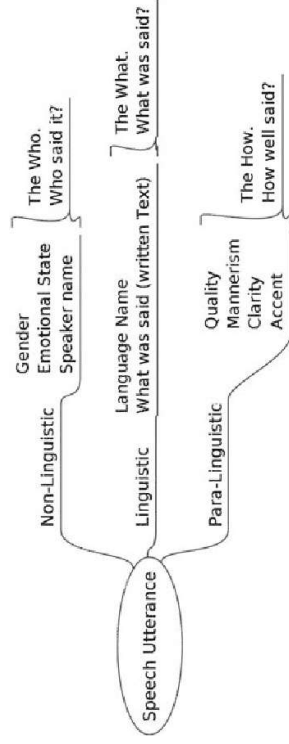 Speech Utterance
Non-Linguistic
Gender
Emotional State
Speaker name
The Who.
Who said it?
Linguistic
Language Name
What was said (written Text)
The What.
What was said?
Para-Linguistic
Quality
Mannerism
Clarity
Accent
The How.
How well said?